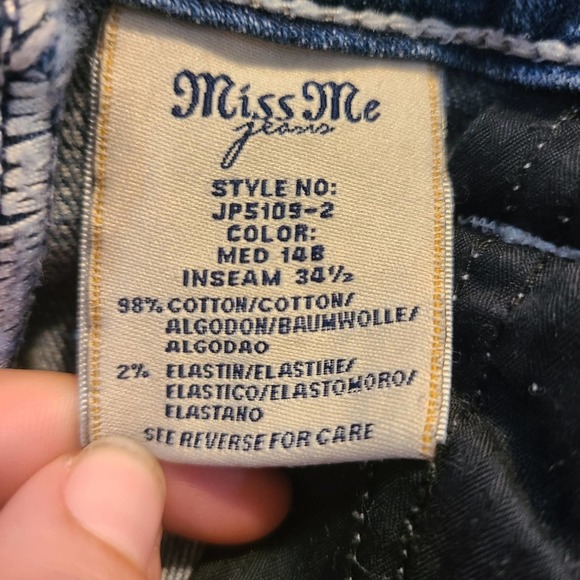 Miss Me
jeans
STYLE NO:
JP5109-2
COLOR:
MED 148
INSEAM 34½
98% COTTON/COTTON/
ALGODON/BAUMWOLLE/
ALGODAO
2% ELASTIN/ELASTINE/
ELASTICO/ELASTOMORO/
ELASTANO
SEE REVERSE FOR CARE